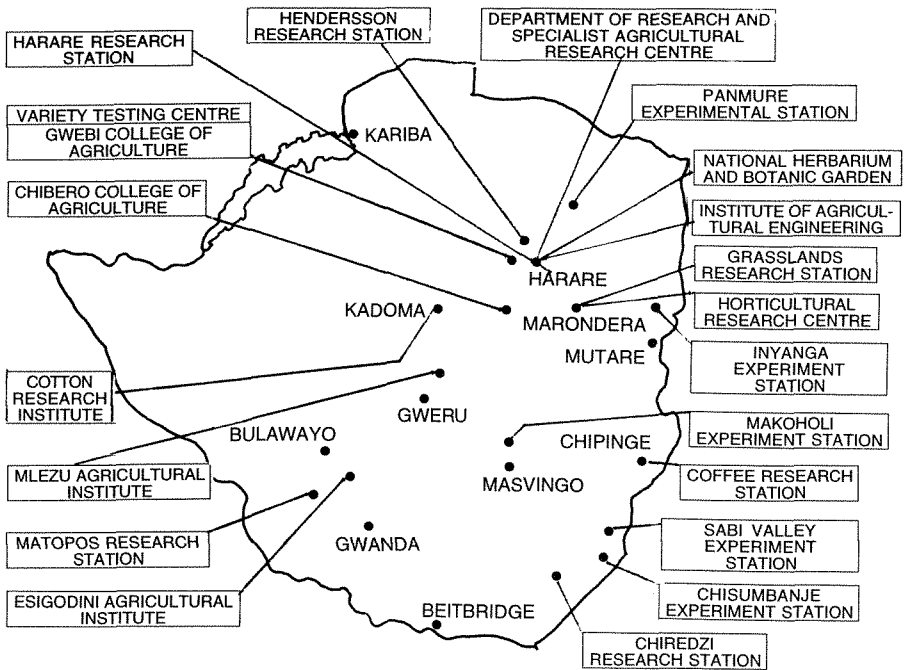 HENDERSSON
RESEARCH STATION
DEPARTMENT OF RESEARCH AND
SPECIALIST AGRICULTURAL
RESEARCH CENTRE
HARARE RESEARCH
STATION
PANMURE
EXPERIMENTAL STATION
VARIETY TESTING CENTRE
GWEBI COLLEGE OF
AGRICULTURE
KARIBA
NATIONAL HERBARIUM
AND BOTANIC GARDEN
CHIBERO COLLEGE OF
AGRICULTURE
INSTITUTE OF AGRICUL-
TURAL ENGINEERING
HARARE
GRASSLANDS
RESEARCH STATION
KADOMA
MARONDERA
HORTICULTURAL
RESEARCH CENTRE
MUTARE
INYANGA
EXPERIMENT
STATION
COTTON
RESEARCH
INSTITUTE
GWERU
BULAWAYO
CHIPINGE
MAKOHOLI
EXPERIMENT STATION
MLEZU AGRICULTURAL
INSTITUTE
MASVINGO
COFFEE RESEARCH
STATION
MATOPOS RESEARCH
STATION
GWANDA
SABI VALLEY
EXPERIMENT
STATION
ESIGODINI AGRICULTURAL
INSTITUTE
BEITBRIDGE
CHISUMBANJE
EXPERIMENT STATION
CHIREDZI
RESEARCH STATION